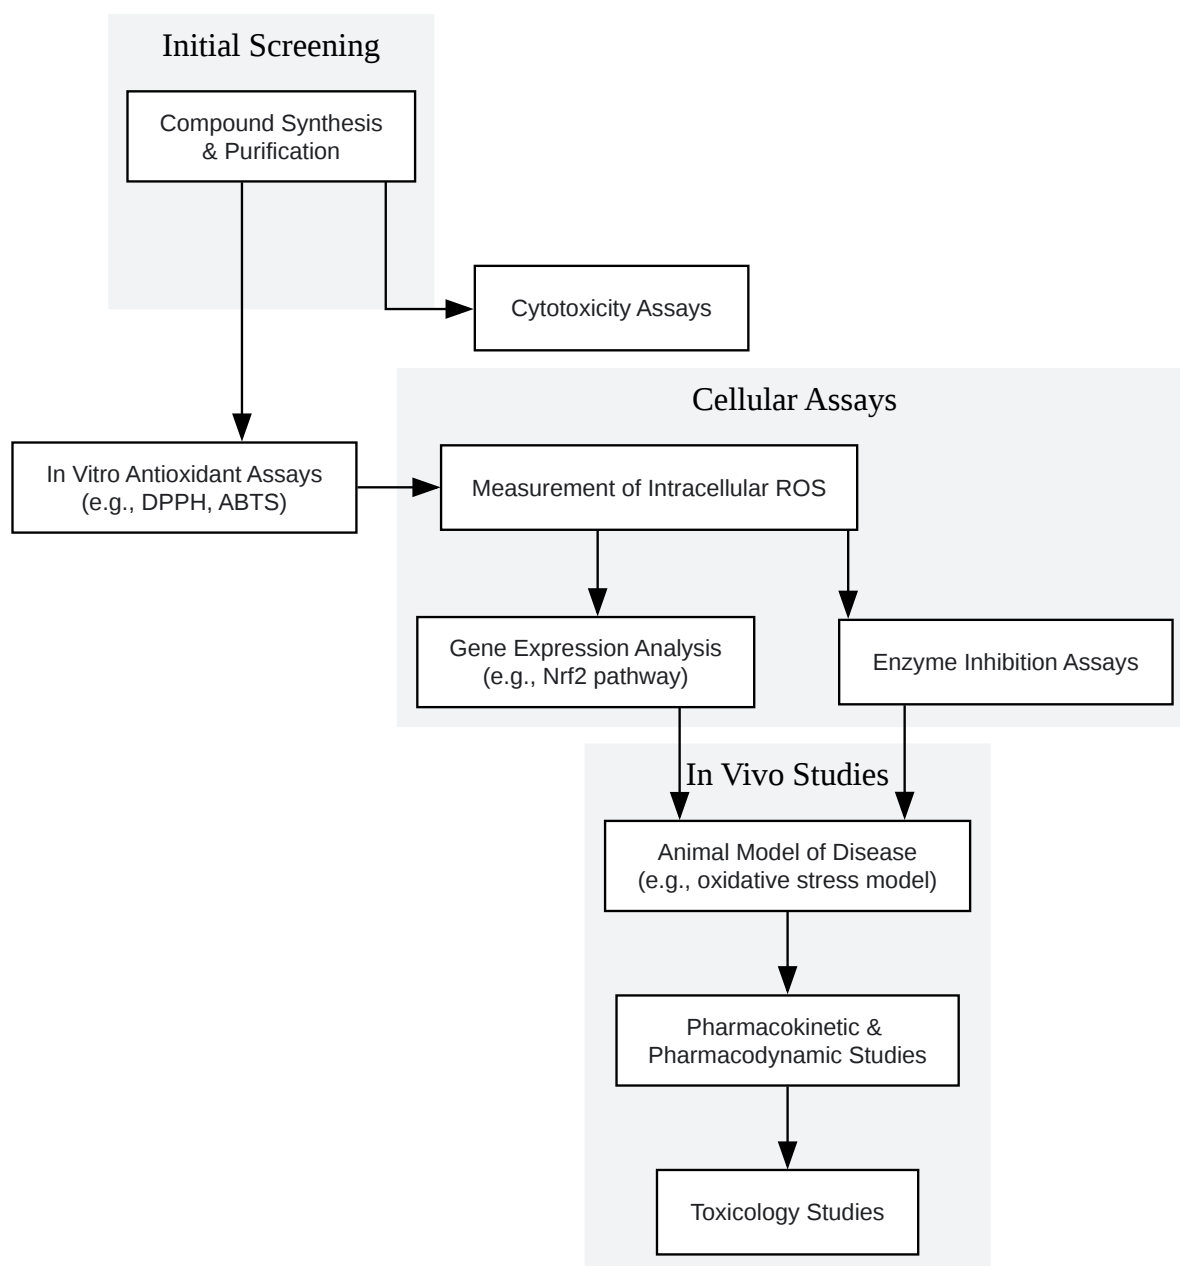 Initial Screening
Compound Synthesis
& Purification
Cytotoxicity Assays
Cellular Assays
In Vitro Antioxidant Assays
(e.g., DPPH, ABTS)
Measurement of Intracellular ROS
Gene Expression Analysis
(e.g., Nrf2 pathway)
Enzyme Inhibition Assays
In Vivo Studies
Animal Model of Disease
(e.g., oxidative stress model)
Pharmacokinetic &
Pharmacodynamic Studies
Toxicology Studies